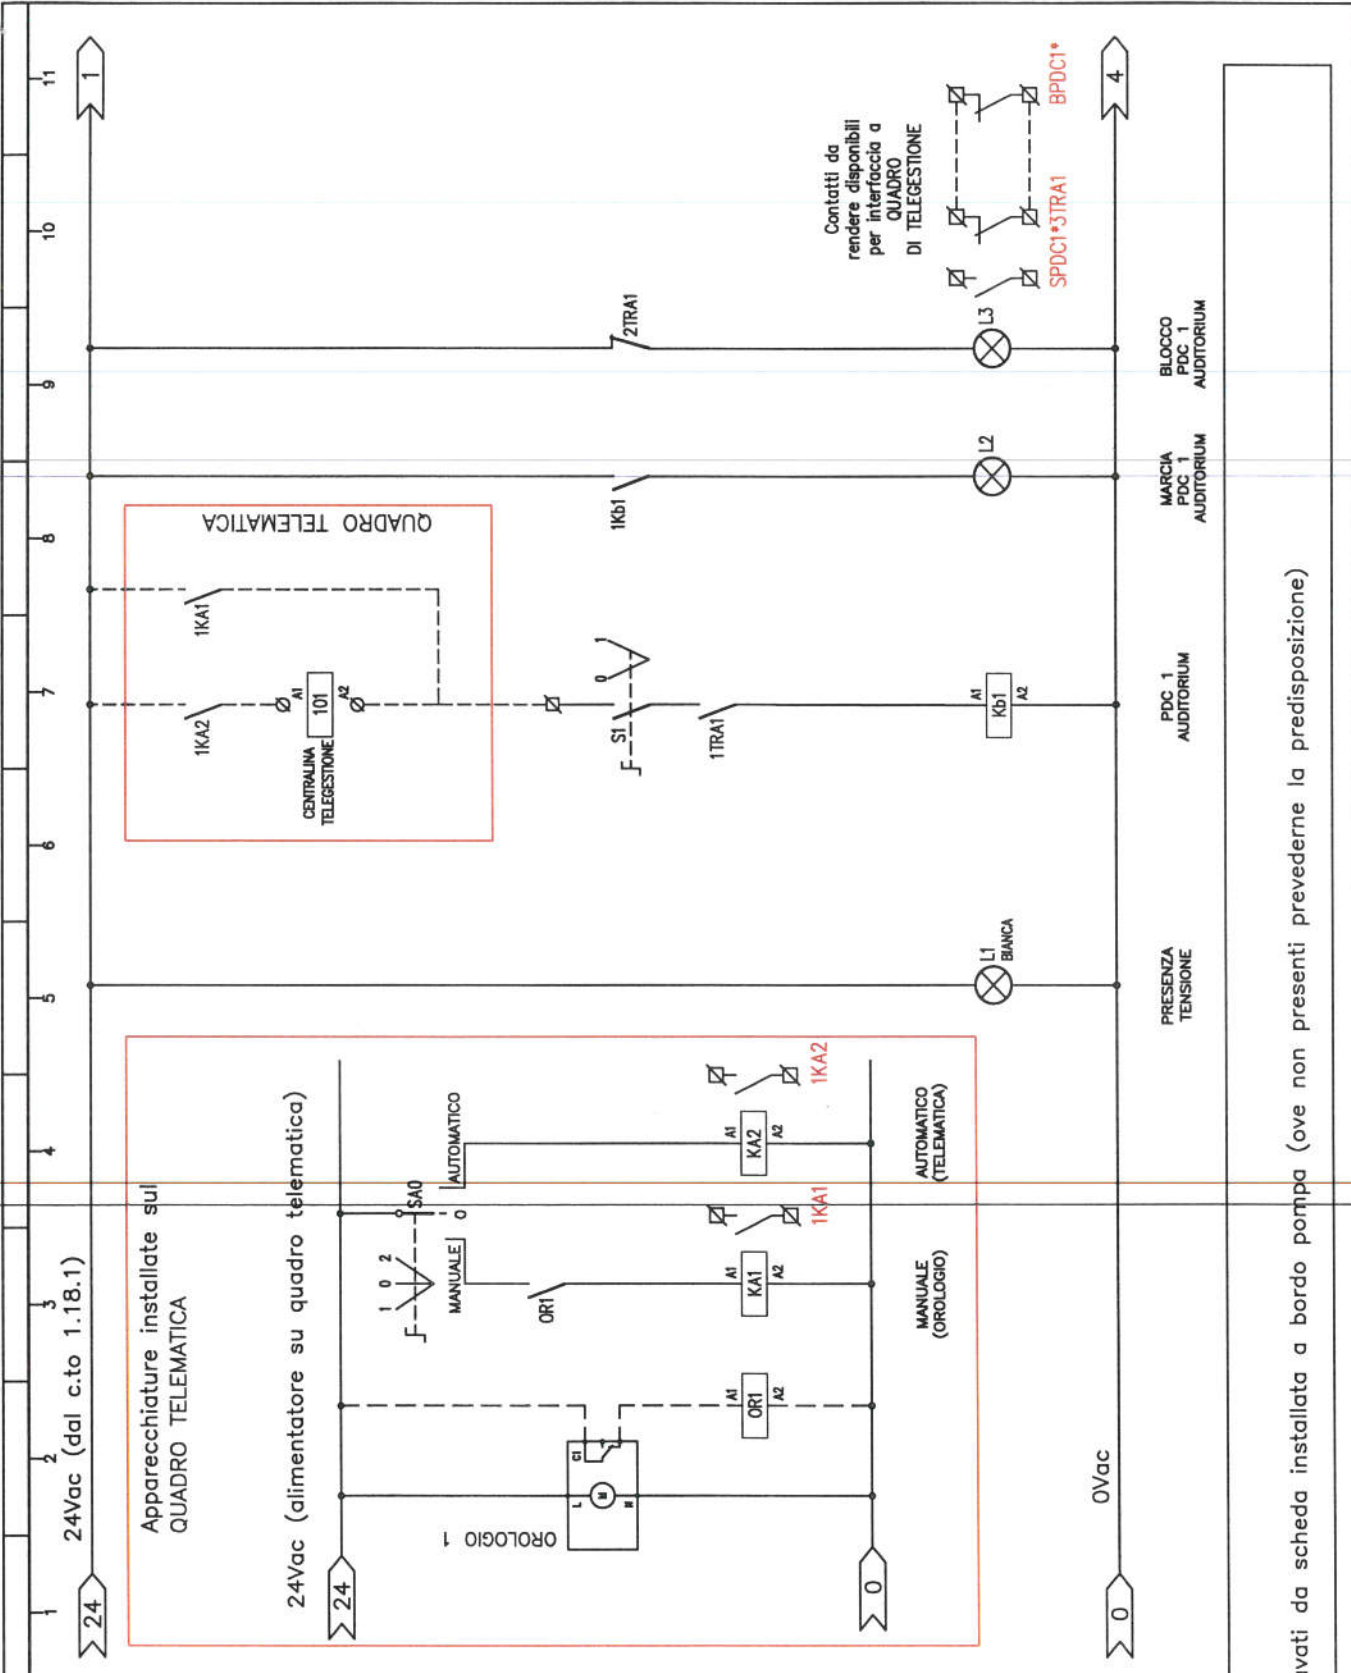 1 2 3 4 5 6 7 8 9 10 11
24
24Vac (dal c.to 1.18.1)
1
Apparecchiature installate sul
QUADRO TELEMATICA
24Vac (alimentatore su quadro telematica)
24
OROLOGIO 1
L
M
N
CI
A1
OR1
A2
1 0 2
SA0
MANUALE
0
AUTOMATICO
OR1
A1
KA1
A2
1KA1
A1
KA2
A2
1KA2
0
MANUALE
(OROLOGIO)
AUTOMATICO
(TELEMATICA)
L1
BIANCA
PRESENZA
TENSIONE
QUADRO TELEMATICA
1KA2
1KA1
CENTRALINA
TELEGESTIONE
A1
101
A2
S1
0 1
1TRA1
A1
Kb1
A2
PDC 1
AUDITORIUM
1Kb1
L2
MARCIA
PDC 1
AUDITORIUM
2TRA1
L3
BLOCCO
PDC 1
AUDITORIUM
Contatti da
rendere disponibili
per interfaccia a
QUADRO
DI TELEGESTIONE
SPDC1*
3TRA1
BPDC1*
0
0Vac
4
vati da scheda installata a bordo pompa (ove non presenti prevederne la predisposizione)